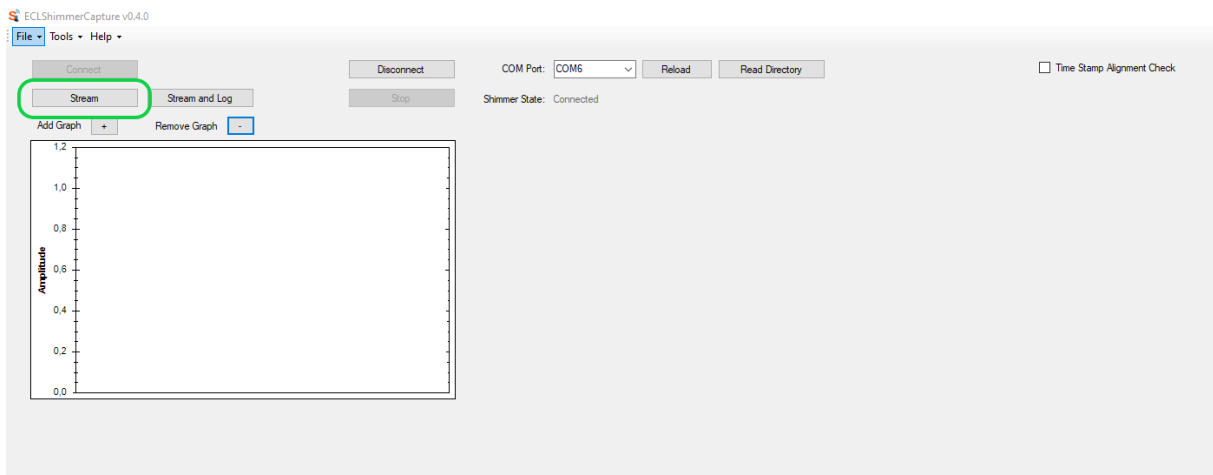 ECLShimmerCapture v0.4.0
File Tools Help
Connect Disconnect COM Port: COM6 Reload Read Directory Time Stamp Alignment Check
Stream Stream and Log Stop Shimmer State: Connected
Add Graph + Remove Graph -
1,2
1,0
0,8
0,6
0,4
0,2
0,0
Amplitude